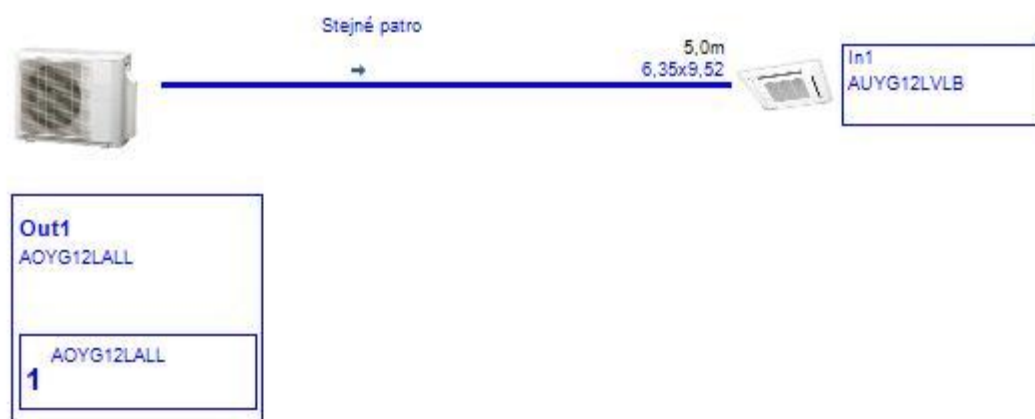 Stejné patro
5,0m
6,35x9,52
In1
AUYG12LVLB
Out1
AOYG12LALL
AOYG12LALL
1